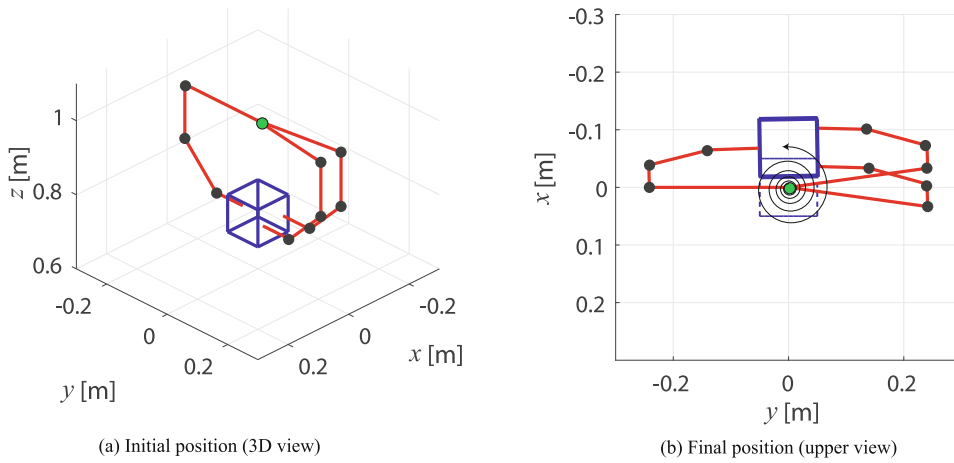 1
0.8
0.6
z [m]
-0.2
0
0.2
y [m]
-0.2
0
0.2
x [m]
(a) Initial position (3D view)
-0.3
-0.2
-0.1
0
0.1
0.2
x [m]
-0.2
0
0.2
y [m]
(b) Final position (upper view)